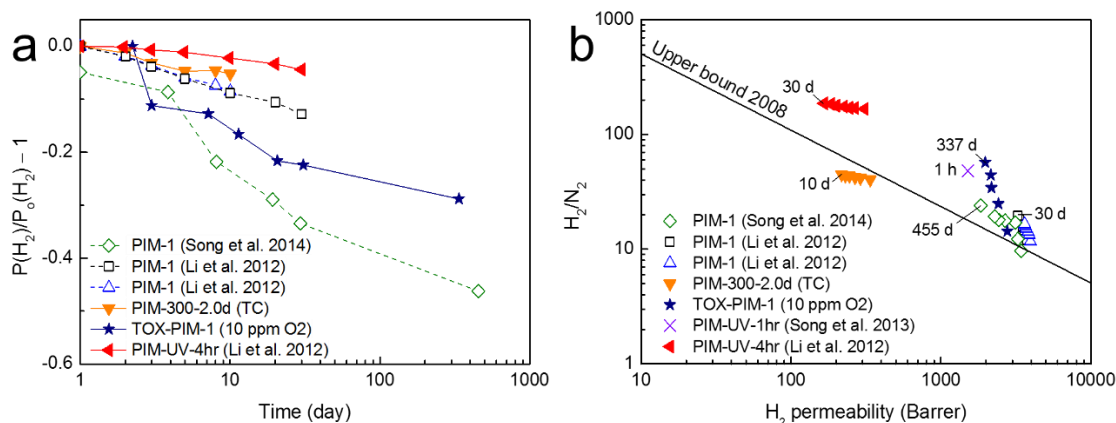 a
P(H₂)/Pₒ(H₂) − 1
0.0
-0.2
-0.4
-0.6
PIM-1 (Song et al. 2014)
PIM-1 (Li et al. 2012)
PIM-1 (Li et al. 2012)
PIM-300-2.0d (TC)
TOX-PIM-1 (10 ppm O2)
PIM-UV-4hr (Li et al. 2012)
1
10
100
1000
Time (day)
b
H₂/N₂
1000
100
10
1
Upper bound 2008
30 d
337 d
1 h
10 d
30 d
455 d
PIM-1 (Song et al. 2014)
PIM-1 (Li et al. 2012)
PIM-1 (Li et al. 2012)
PIM-300-2.0d (TC)
TOX-PIM-1 (10 ppm O2)
PIM-UV-1hr (Song et al. 2013)
PIM-UV-4hr (Li et al. 2012)
10
100
1000
10000
H₂ permeability (Barrer)